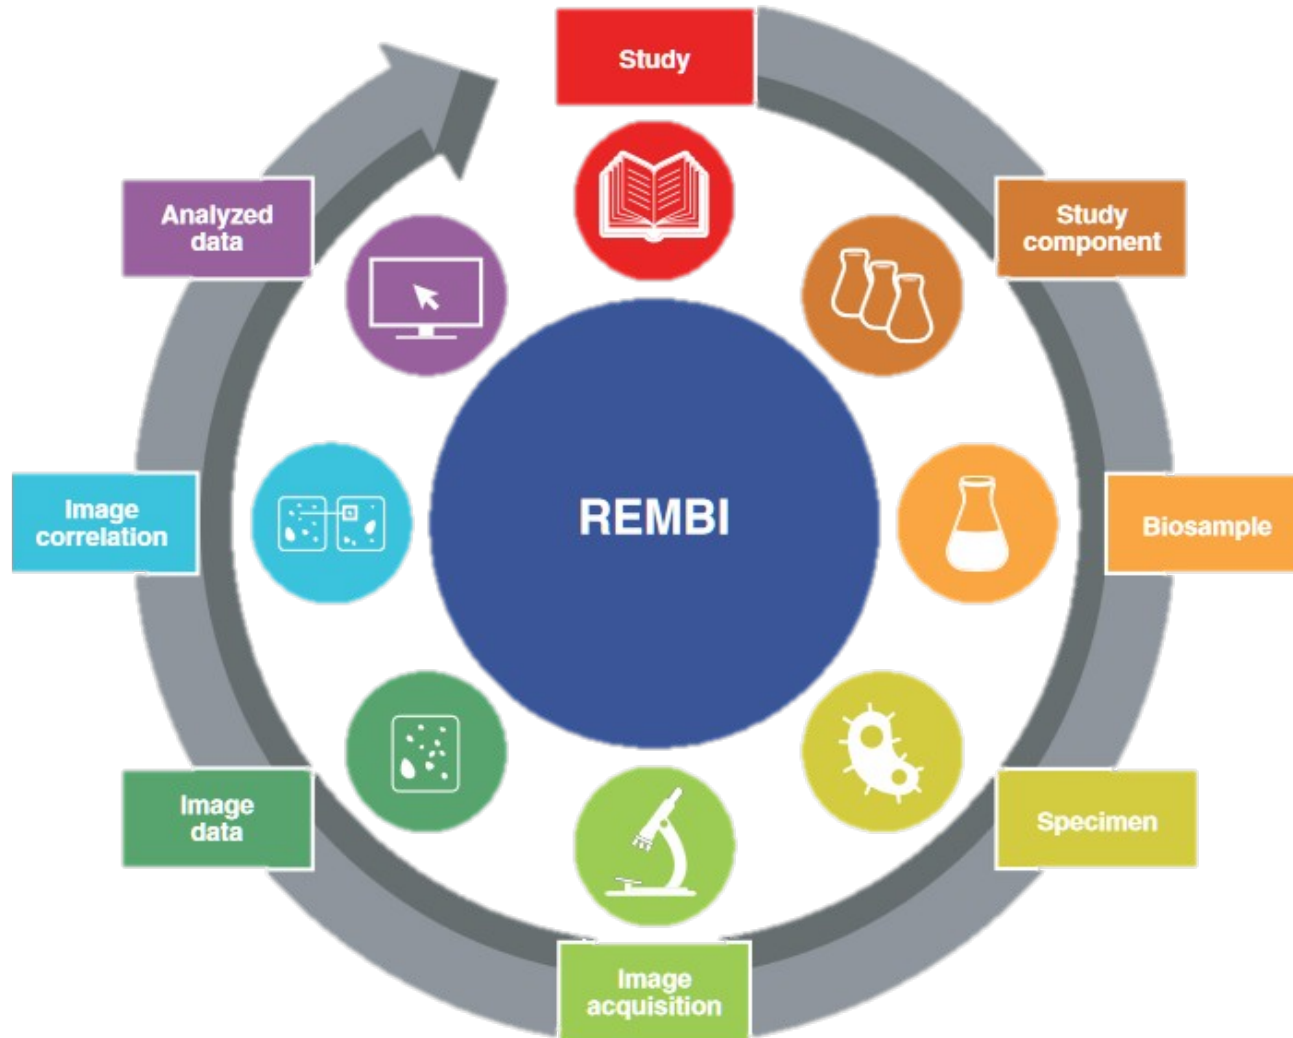 Study
Study
component
Biosample
Specimen
Image
acquisition
Image
data
Image
correlation
Analyzed
data
REMBI